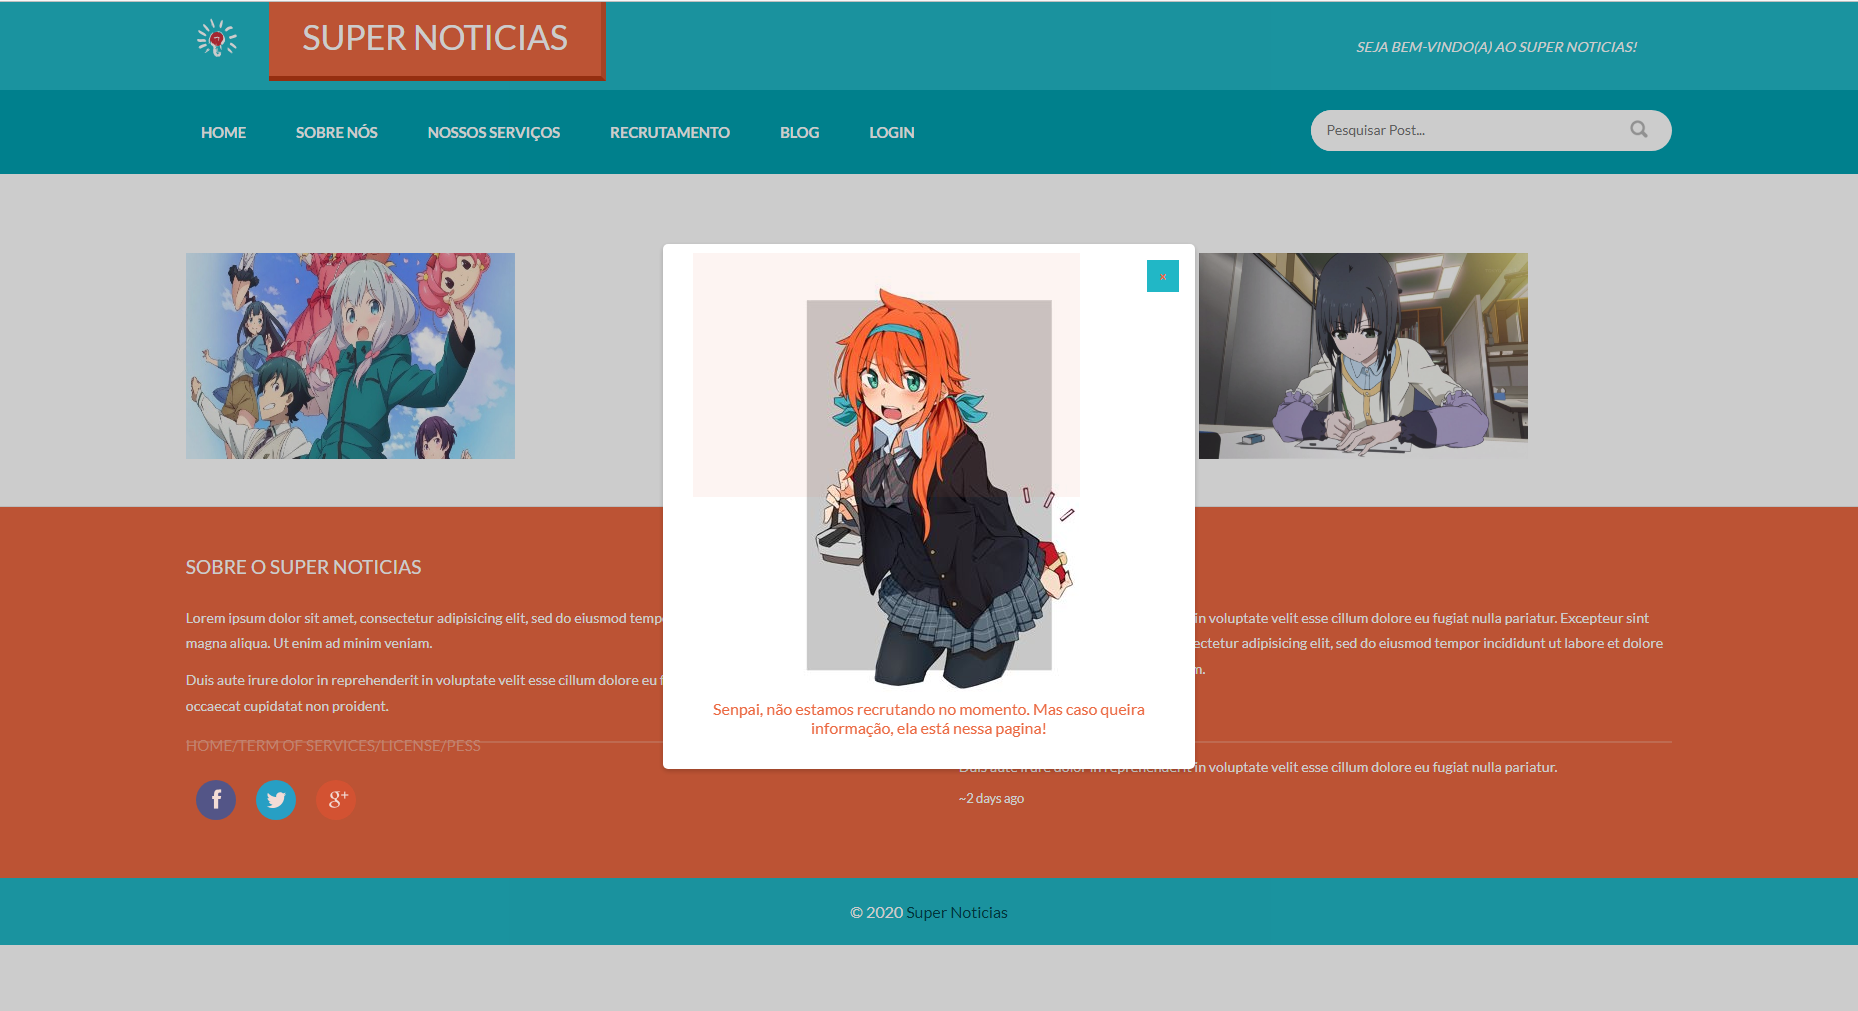 SUPER NOTICIAS
SEJA BEM-VINDO(A) AO SUPER NOTICIAS!
HOME
SOBRE NÓS
NOSSOS SERVIÇOS
RECRUTAMENTO
BLOG
LOGIN
Pesquisar Post...
×
Senpai, não estamos recrutando no momento. Mas caso queira
informação, ela está nessa pagina!
SOBRE O SUPER NOTICIAS
Lorem ipsum dolor sit amet, consectetur adipisicing elit, sed do eiusmod temp
magna aliqua. Ut enim ad minim veniam.
Duis aute irure dolor in reprehenderit in voluptate velit esse cillum dolore eu f
occaecat cupidatat non proident.
HOME/TERM OF SERVICES/LICENSE/PESS
in voluptate velit esse cillum dolore eu fugiat nulla pariatur. Excepteur sint
ectetur adipisicing elit, sed do eiusmod tempor incididunt ut labore et dolore
Duis aute irure dolor in reprehenderit in voluptate velit esse cillum dolore eu fugiat nulla pariatur.
~2 days ago
f
g+
© 2020 Super Noticias